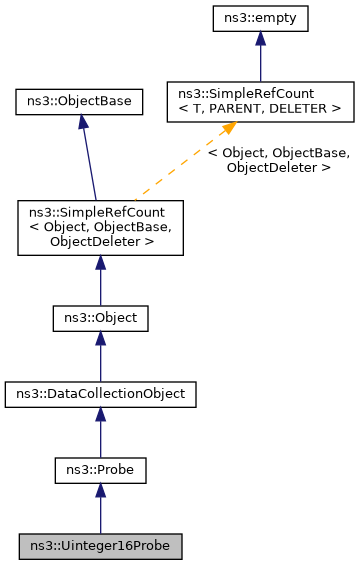 ns3::empty
ns3::SimpleRefCount
< T, PARENT, DELETER >
ns3::ObjectBase
< Object, ObjectBase,
ObjectDeleter >
ns3::SimpleRefCount
< Object, ObjectBase,
ObjectDeleter >
ns3::Object
ns3::DataCollectionObject
ns3::Probe
ns3::Uinteger16Probe